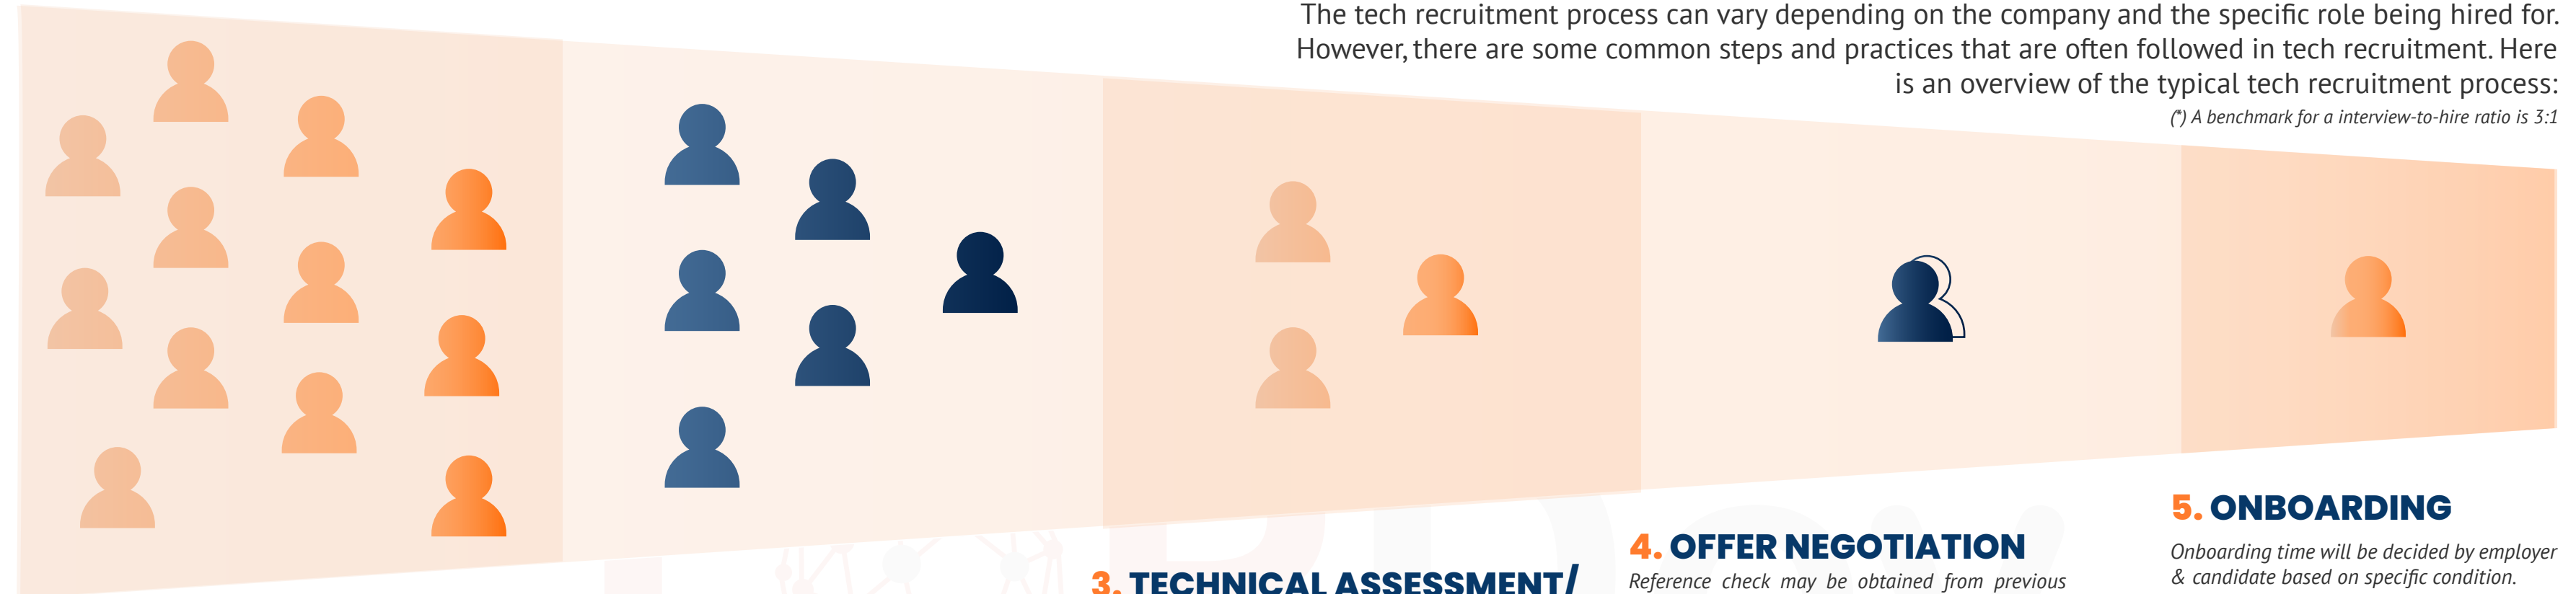 The tech recruitment process can vary depending on the company and the specific role being hired for.
However, there are some common steps and practices that are often followed in tech recruitment. Here
is an overview of the typical tech recruitment process:
(*) A benchmark for a interview-to-hire ratio is 3:1
3. TECHNICAL ASSESSMENT/
4. OFFER NEGOTIATION
Reference check may be obtained from previous
5. ONBOARDING
Onboarding time will be decided by employer
& candidate based on specific condition.